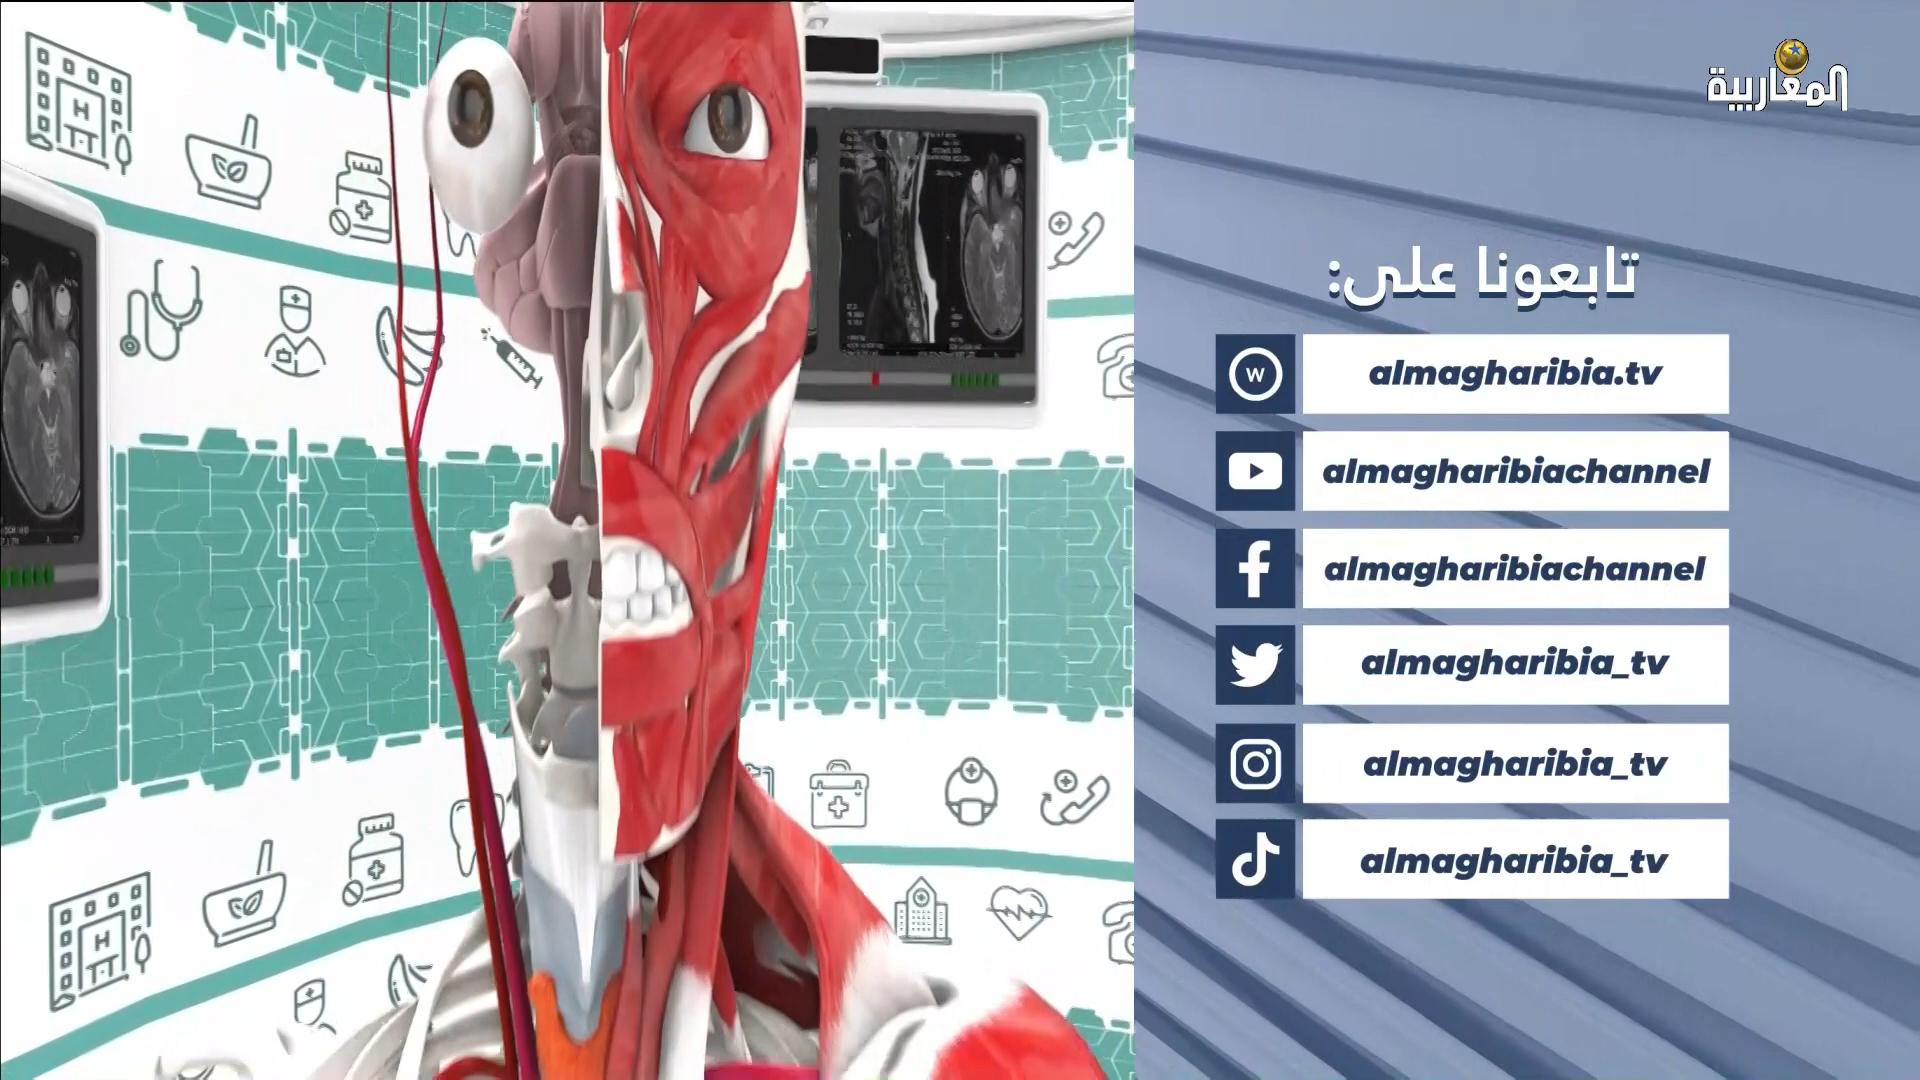 المغاربية
تابعونا على:
W
almagharibia.tv
almagharibiachannel
almagharibiachannel
almagharibia_tv
almagharibia_tv
almagharibia_tv
H
H